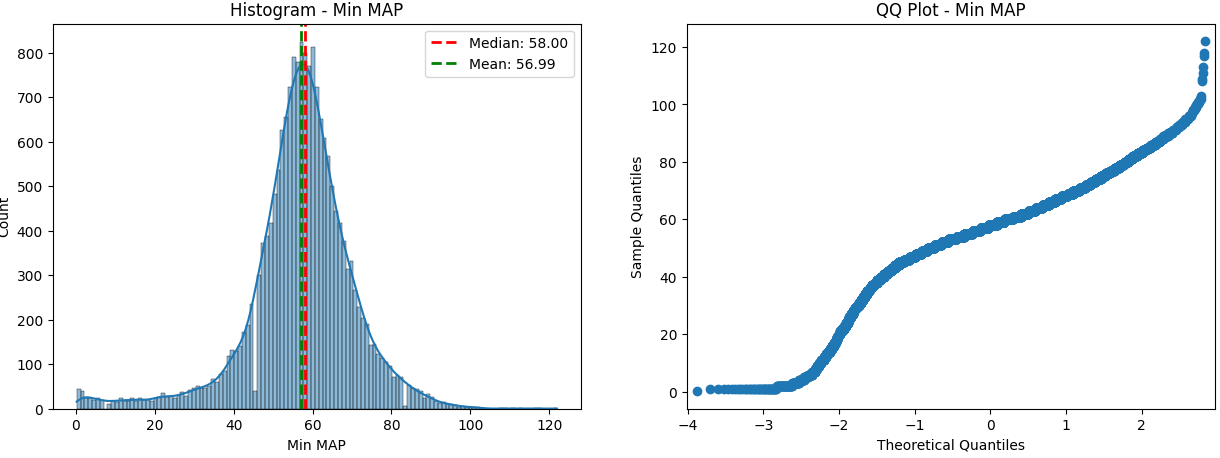 Histogram - Min MAP
Median: 58.00
Mean: 56.99
800
700
600
500
400
300
200
100
0
Count
0 20 40 60 80 100 120
Min MAP
QQ Plot - Min MAP
120
100
80
60
40
20
0
Sample Quantiles
−4 −3 −2 −1 0 1 2
Theoretical Quantiles